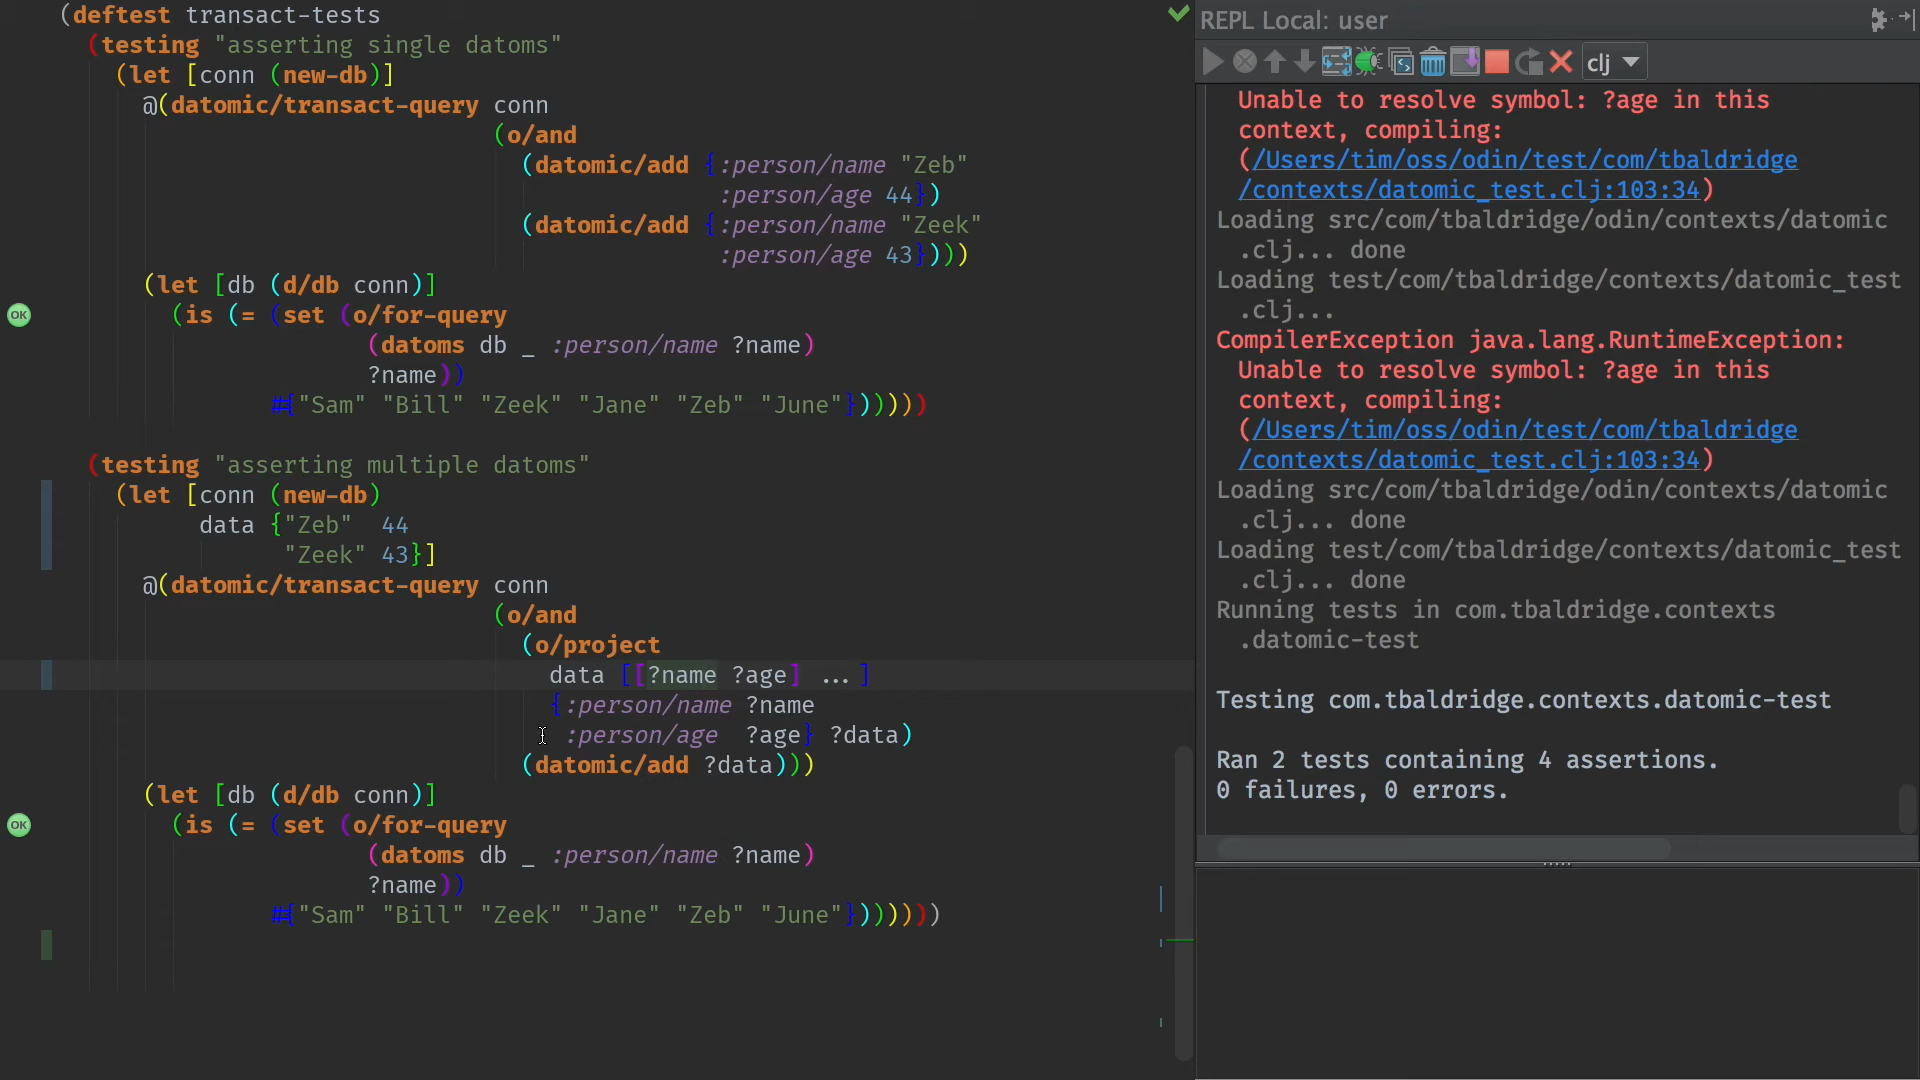 (deftest transact-tests
(testing "asserting single datoms"
(let [conn (new-db)]
@(datomic/transact-query conn
(o/and
(datomic/add {:person/name "Zeb"
:person/age 44})
(datomic/add {:person/name "Zeek"
:person/age 43})))
(let [db (d/db conn)]
OK
(is (= (set (o/for-query
(datoms db _ :person/name ?name)
?name))
#{"Sam" "Bill" "Zeek" "Jane" "Zeb" "June"})))))
(testing "asserting multiple datoms"
(let [conn (new-db)
data {"Zeb"  44
"Zeek" 43}]
@(datomic/transact-query conn
(o/and
(o/project
data [[?name ?age] ...]
{:person/name ?name
:person/age  ?age} ?data)
(datomic/add ?data)))
(let [db (d/db conn)]
OK
(is (= (set (o/for-query
(datoms db _ :person/name ?name)
?name))
#{"Sam" "Bill" "Zeek" "Jane" "Zeb" "June"}))))))
REPL Local: user
clj
Unable to resolve symbol: ?age in this
context, compiling:
(/Users/tim/oss/odin/test/com/tbaldridge
/contexts/datomic_test.clj:103:34)
Loading src/com/tbaldridge/odin/contexts/datomic
.clj... done
Loading test/com/tbaldridge/contexts/datomic_test
.clj...
CompilerException java.lang.RuntimeException:
Unable to resolve symbol: ?age in this
context, compiling:
(/Users/tim/oss/odin/test/com/tbaldridge
/contexts/datomic_test.clj:103:34)
Loading src/com/tbaldridge/odin/contexts/datomic
.clj... done
Loading test/com/tbaldridge/contexts/datomic_test
.clj... done
Running tests in com.tbaldridge.contexts
.datomic-test
Testing com.tbaldridge.contexts.datomic-test
Ran 2 tests containing 4 assertions.
0 failures, 0 errors.